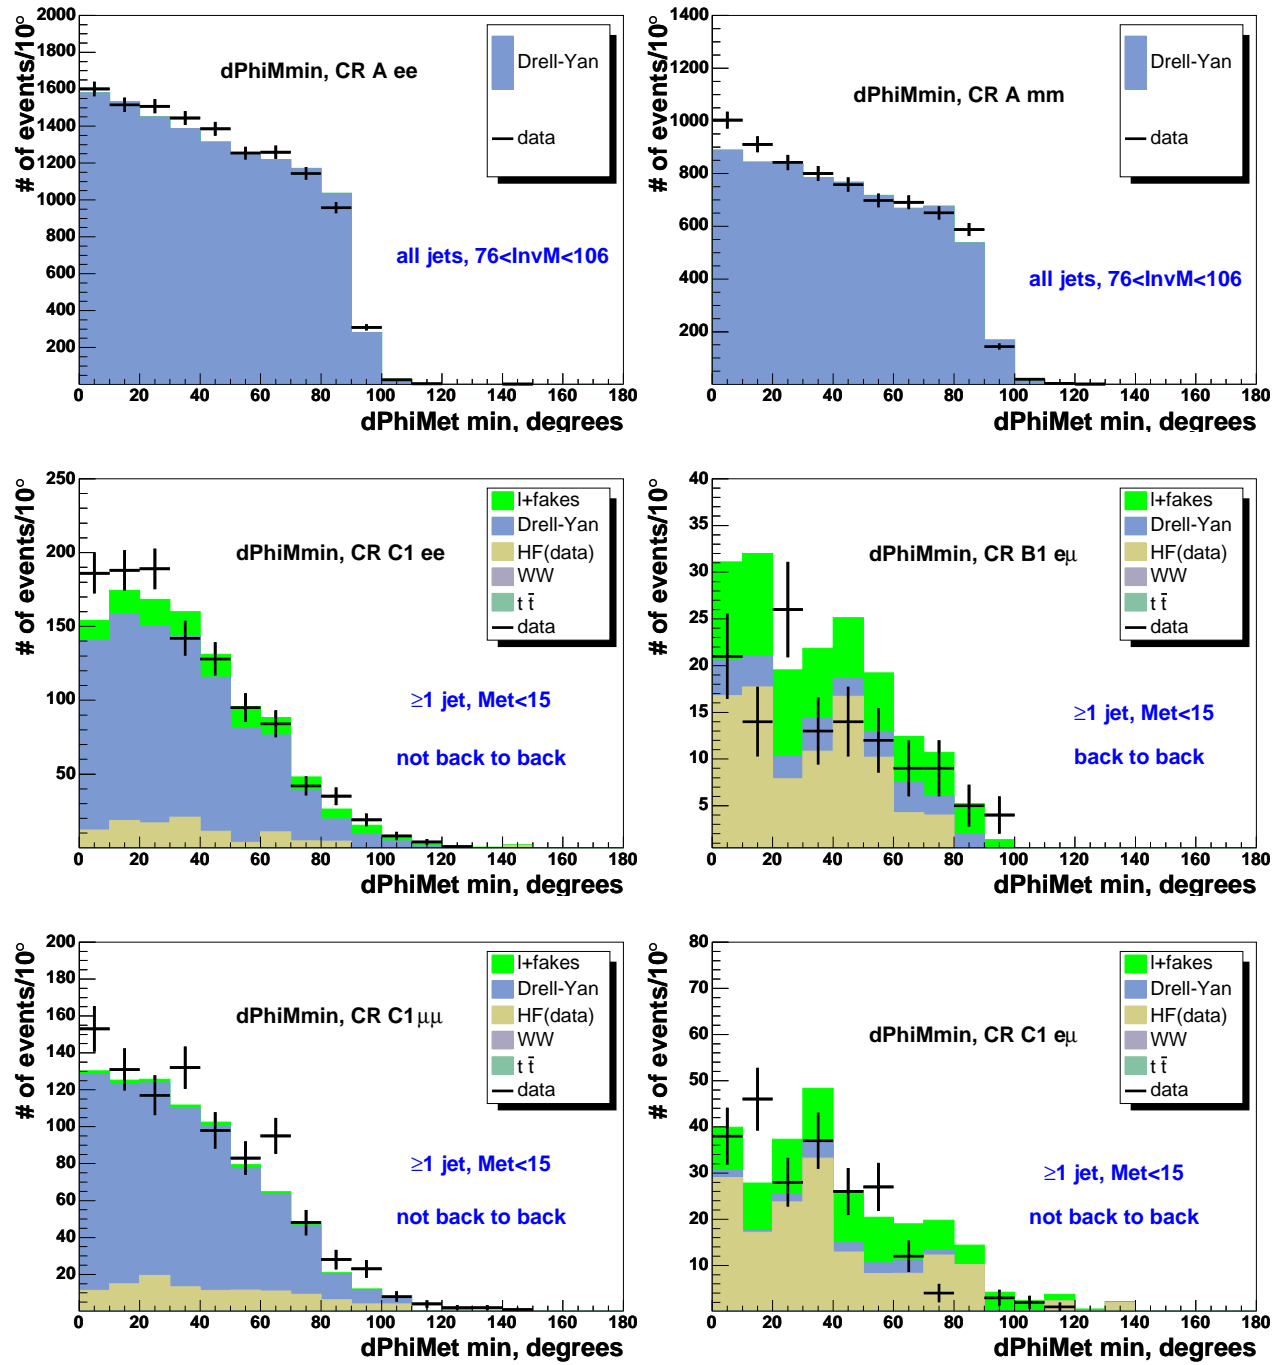 # of events/10°
2000
1800
1600
1400
1200
1000
800
600
400
200
dPhiMmin, CR A ee
Drell-Yan
data
all jets, 76<InvM<106
0 20 40 60 80 100 120 140 160 180
dPhiMet min, degrees
# of events/10°
1400
1200
1000
800
600
400
200
dPhiMmin, CR A mm
Drell-Yan
data
all jets, 76<InvM<106
0 20 40 60 80 100 120 140 160 180
dPhiMet min, degrees
# of events/10°
250
200
150
100
50
dPhiMmin, CR C1 ee
l+fakes
Drell-Yan
HF(data)
WW
t t̄
data
≥1 jet, Met<15
not back to back
0 20 40 60 80 100 120 140 160 180
dPhiMet min, degrees
# of events/10°
40
35
30
25
20
15
10
5
dPhiMmin, CR B1 eμ
l+fakes
Drell-Yan
HF(data)
WW
t t̄
data
≥1 jet, Met<15
back to back
0 20 40 60 80 100 120 140 160 180
dPhiMet min, degrees
# of events/10°
200
180
160
140
120
100
80
60
40
20
dPhiMmin, CR C1 μμ
l+fakes
Drell-Yan
HF(data)
WW
t t̄
data
≥1 jet, Met<15
not back to back
0 20 40 60 80 100 120 140 160 180
dPhiMet min, degrees
# of events/10°
80
70
60
50
40
30
20
10
dPhiMmin, CR C1 eμ
l+fakes
Drell-Yan
HF(data)
WW
t t̄
data
≥1 jet, Met<15
not back to back
0 20 40 60 80 100 120 140 160 180
dPhiMet min, degrees